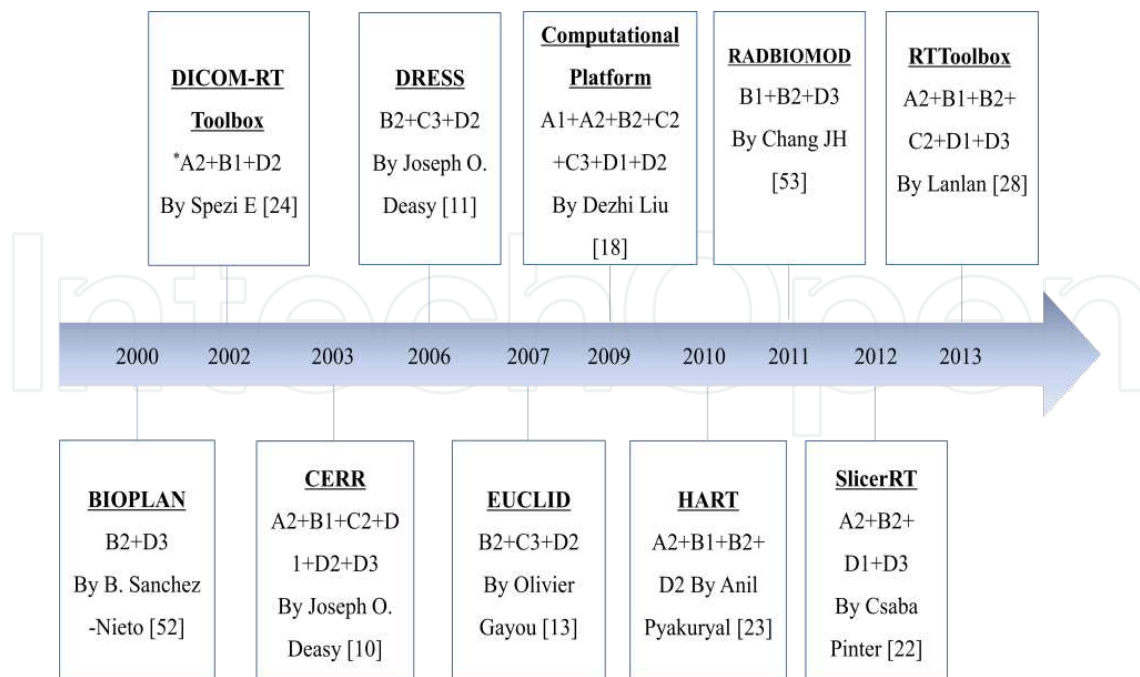 DICOM-RT
Toolbox
*A2+B1+D2
By Spezi E [24]
DRESS
B2+C3+D2
By Joseph O.
Deasy [11]
Computational
Platform
A1+A2+B2+C2
+C3+D1+D2
By Dezhi Liu
[18]
RADBIOMOD
B1+B2+D3
By Chang JH
[53]
RTToolbox
A2+B1+B2+
C2+D1+D3
By Lanlan [28]
IntechOpen
2000 2002 2003 2006 2007 2009 2010 2011 2012 2013
BIOPLAN
B2+D3
By B. Sanchez
-Nieto [52]
CERR
A2+B1+C2+D
1+D2+D3
By Joseph O.
Deasy [10]
EUCLID
B2+C3+D2
By Olivier
Gayou [13]
HART
A2+B1+B2+
D2 By Anil
Pyakuryal [23]
SlicerRT
A2+B2+
D1+D3
By Csaba
Pinter [22]